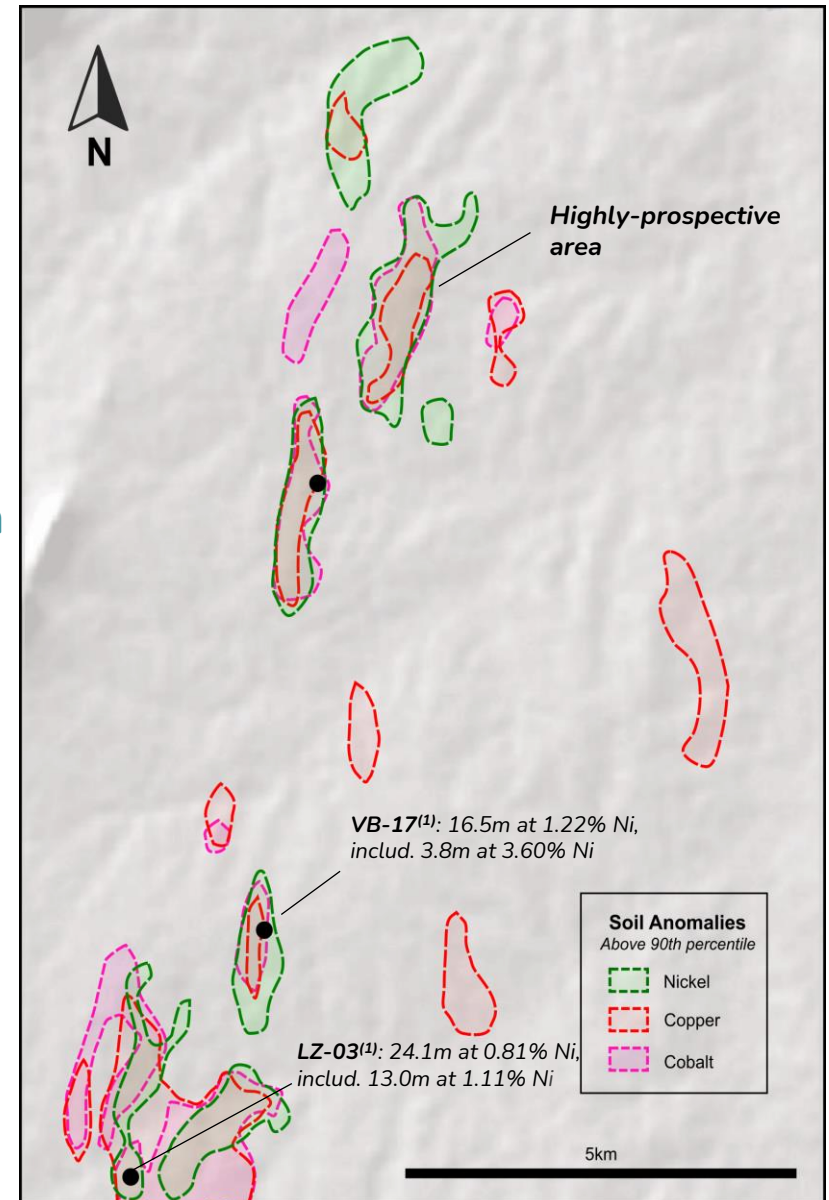 N
Highly-prospective
area
VB-17⁽¹⁾: 16.5m at 1.22% Ni,
includ. 3.8m at 3.60% Ni
Soil Anomalies
Above 90th percentile
Nickel
Copper
Cobalt
LZ-03⁽¹⁾: 24.1m at 0.81% Ni,
includ. 13.0m at 1.11% Ni
5km